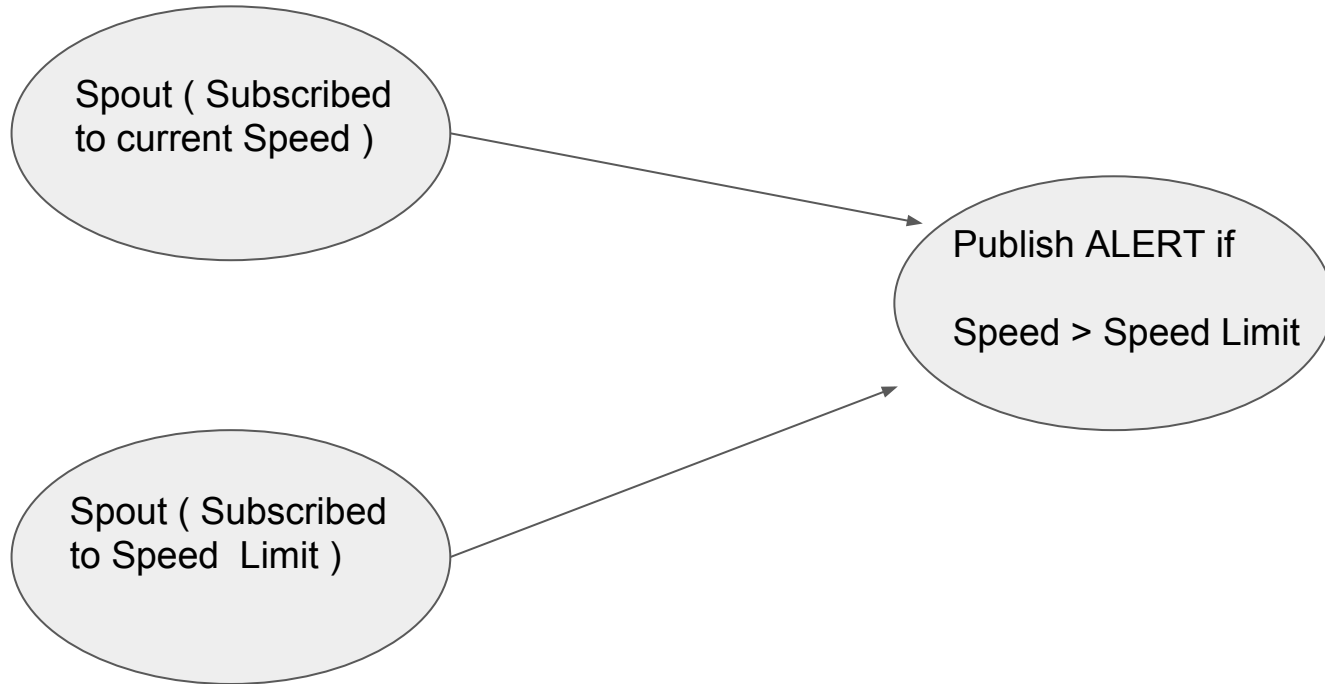 Spout ( Subscribed
to current Speed )
Publish ALERT if
Speed > Speed Limit
Spout ( Subscribed
to Speed  Limit )